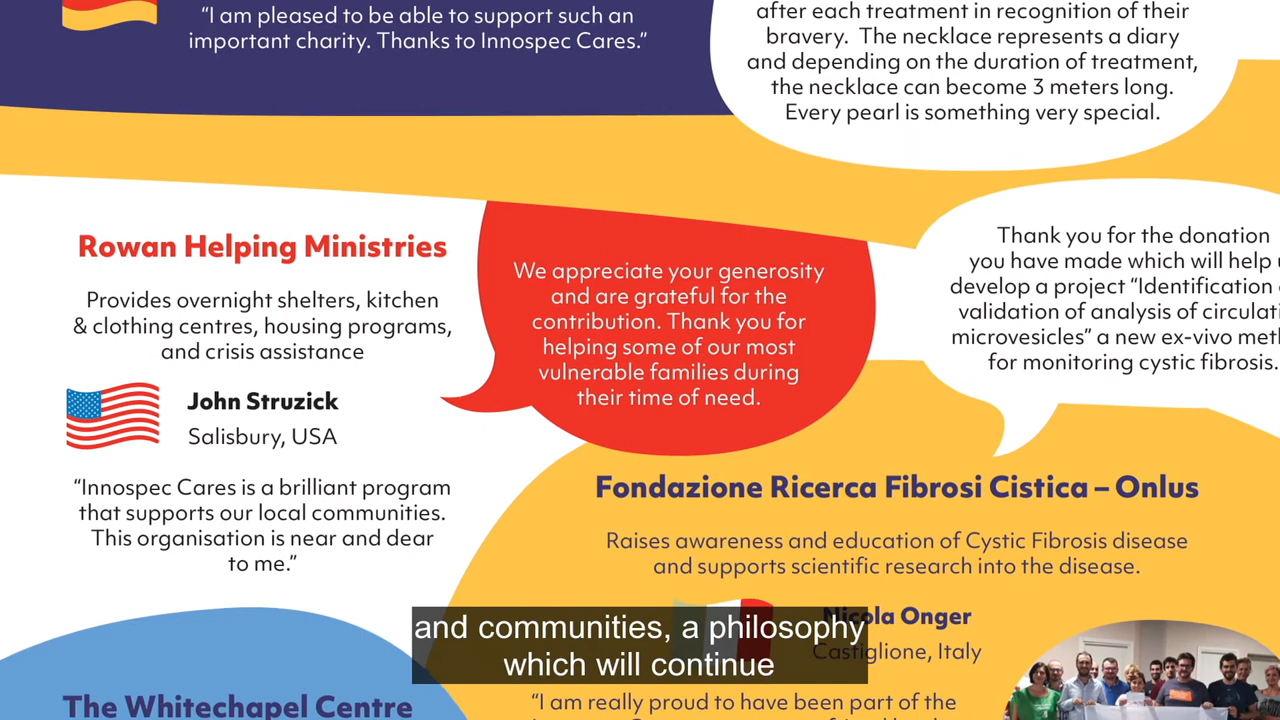 “I am pleased to be able to support such an
important charity. Thanks to Innospec Cares.”
after each treatment in recognition of their
bravery. The necklace represents a diary
and depending on the duration of treatment,
the necklace can become 3 meters long.
Every pearl is something very special.
Rowan Helping Ministries
Provides overnight shelters, kitchen
& clothing centres, housing programs,
and crisis assistance
John Struzick
Salisbury, USA
“Innospec Cares is a brilliant program
that supports our local communities.
This organisation is near and dear
to me.”
We appreciate your generosity
and are grateful for the
contribution. Thank you for
helping some of our most
vulnerable families during
their time of need.
Thank you for the donation
you have made which will help
develop a project “Identification
validation of analysis of
microvesicles” a new ex-vivo
for monitoring cystic fibrosis.
Fondazione Ricerca Fibrosi Cistica – Onlus
Raises awareness and education of Cystic Fibrosis disease
and supports scientific research into the disease.
Nicola Onger
Castiglione, Italy
“I am really proud to have been part of the
The Whitechapel Centre
and communities, a philosophy
which will continue